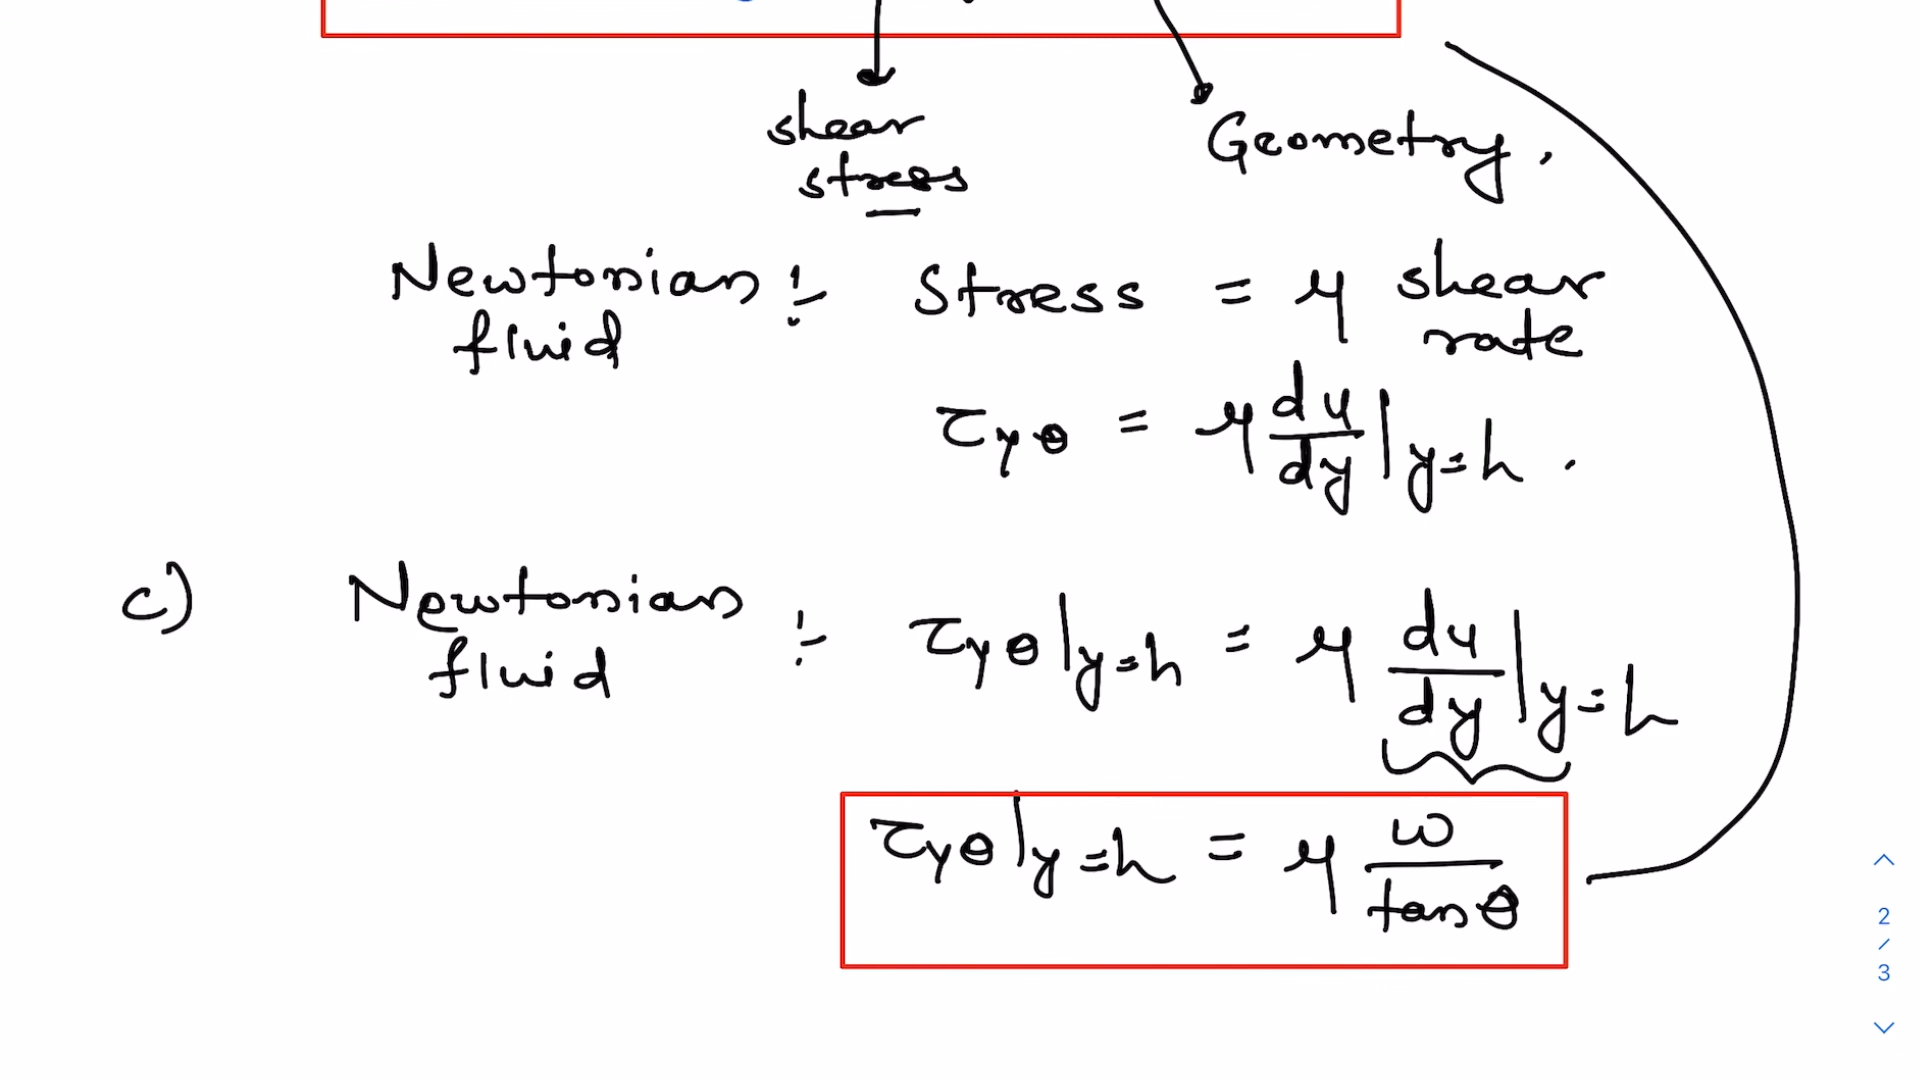 shear
stress
Geometry.
Newtonian fluid :- Stress = μ shear rate
τyθ = μ du/dy |y=h .
c) Newtonian fluid :- τyθ|y=h = μ du/dy |y=h
τyθ|y=h = μ ω/tanθ
2
/
3